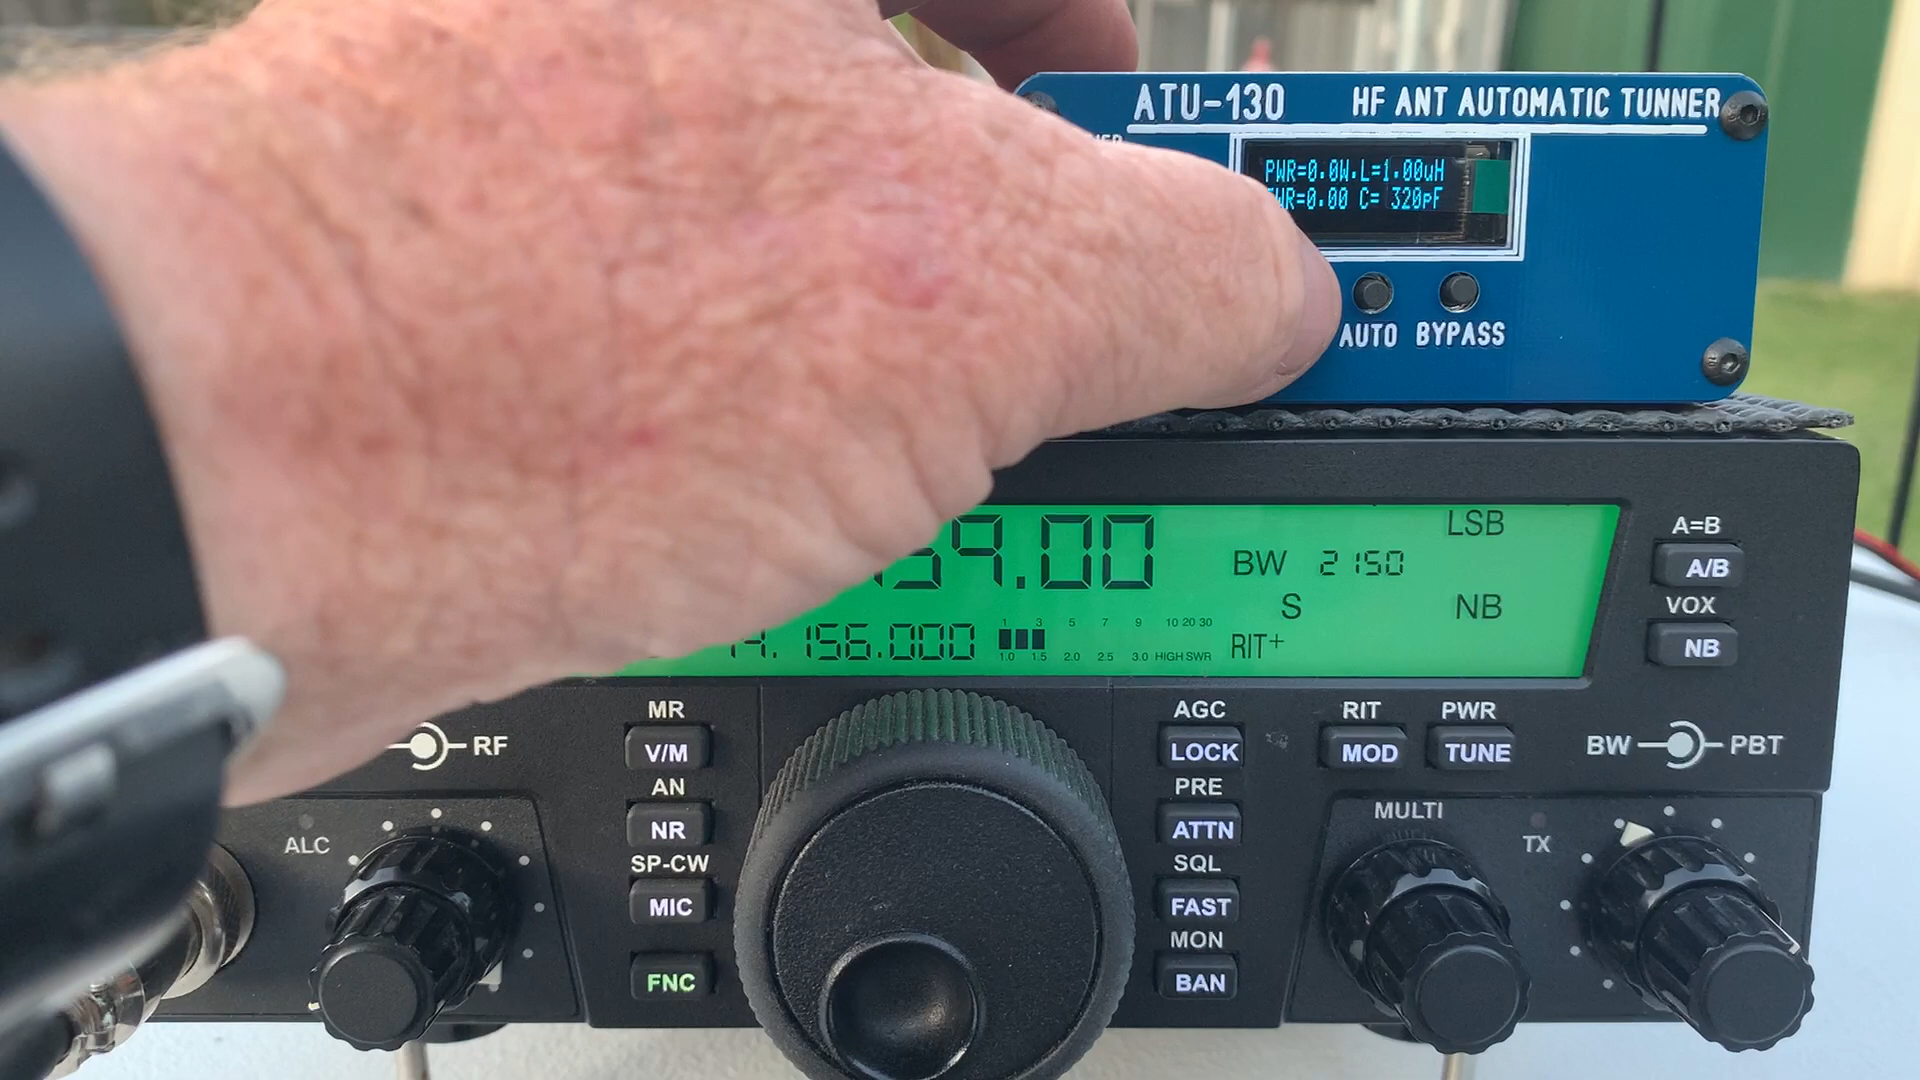 ATU-130 HF ANT AUTOMATIC TUNNER
PWR=0.0W.L=1.00uH
WR=0.00 C= 320pF
AUTO BYPASS
59.00
LSB
BW 2150
S NB
14.156.000
1 3 5 7 9 10 20 30
1.0 1.5 2.0 2.5 3.0 HIGH SWR
RIT+
A=B
A/B
VOX
NB
RF
MR
V/M
AN
NR
SP-CW
MIC
FNC
ALC
AGC
LOCK
PRE
ATTN
SQL
FAST
MON
BAN
RIT
MOD
PWR
TUNE
BW PBT
MULTI
TX